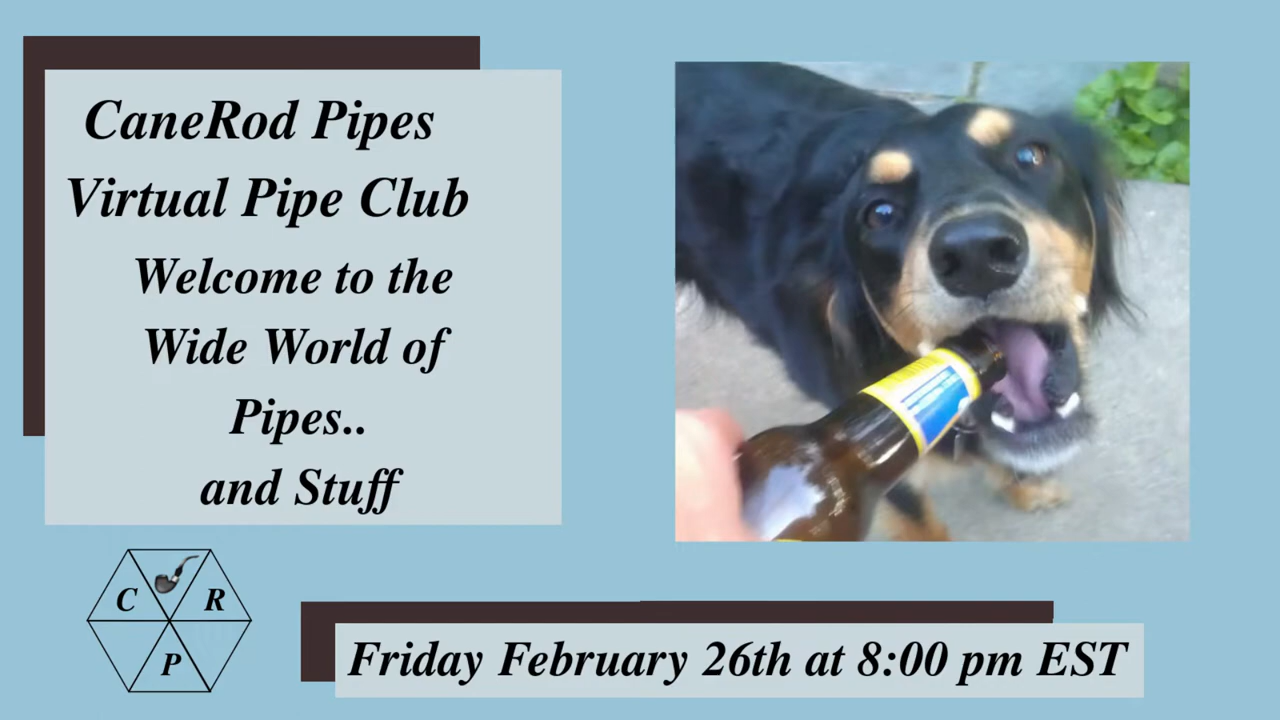 CaneRod Pipes
Virtual Pipe Club
Welcome to the
Wide World of
Pipes..
and Stuff
C
R
P
Friday February 26th at 8:00 pm EST